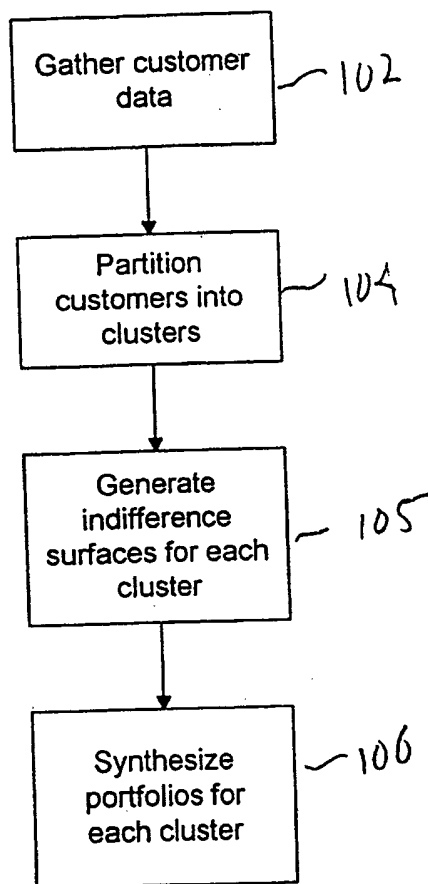 Gather customer
data
102
Partition
customers into
clusters
104
Generate
indifference
surfaces for each
cluster
105
Synthesize
portfolios for
each cluster
106